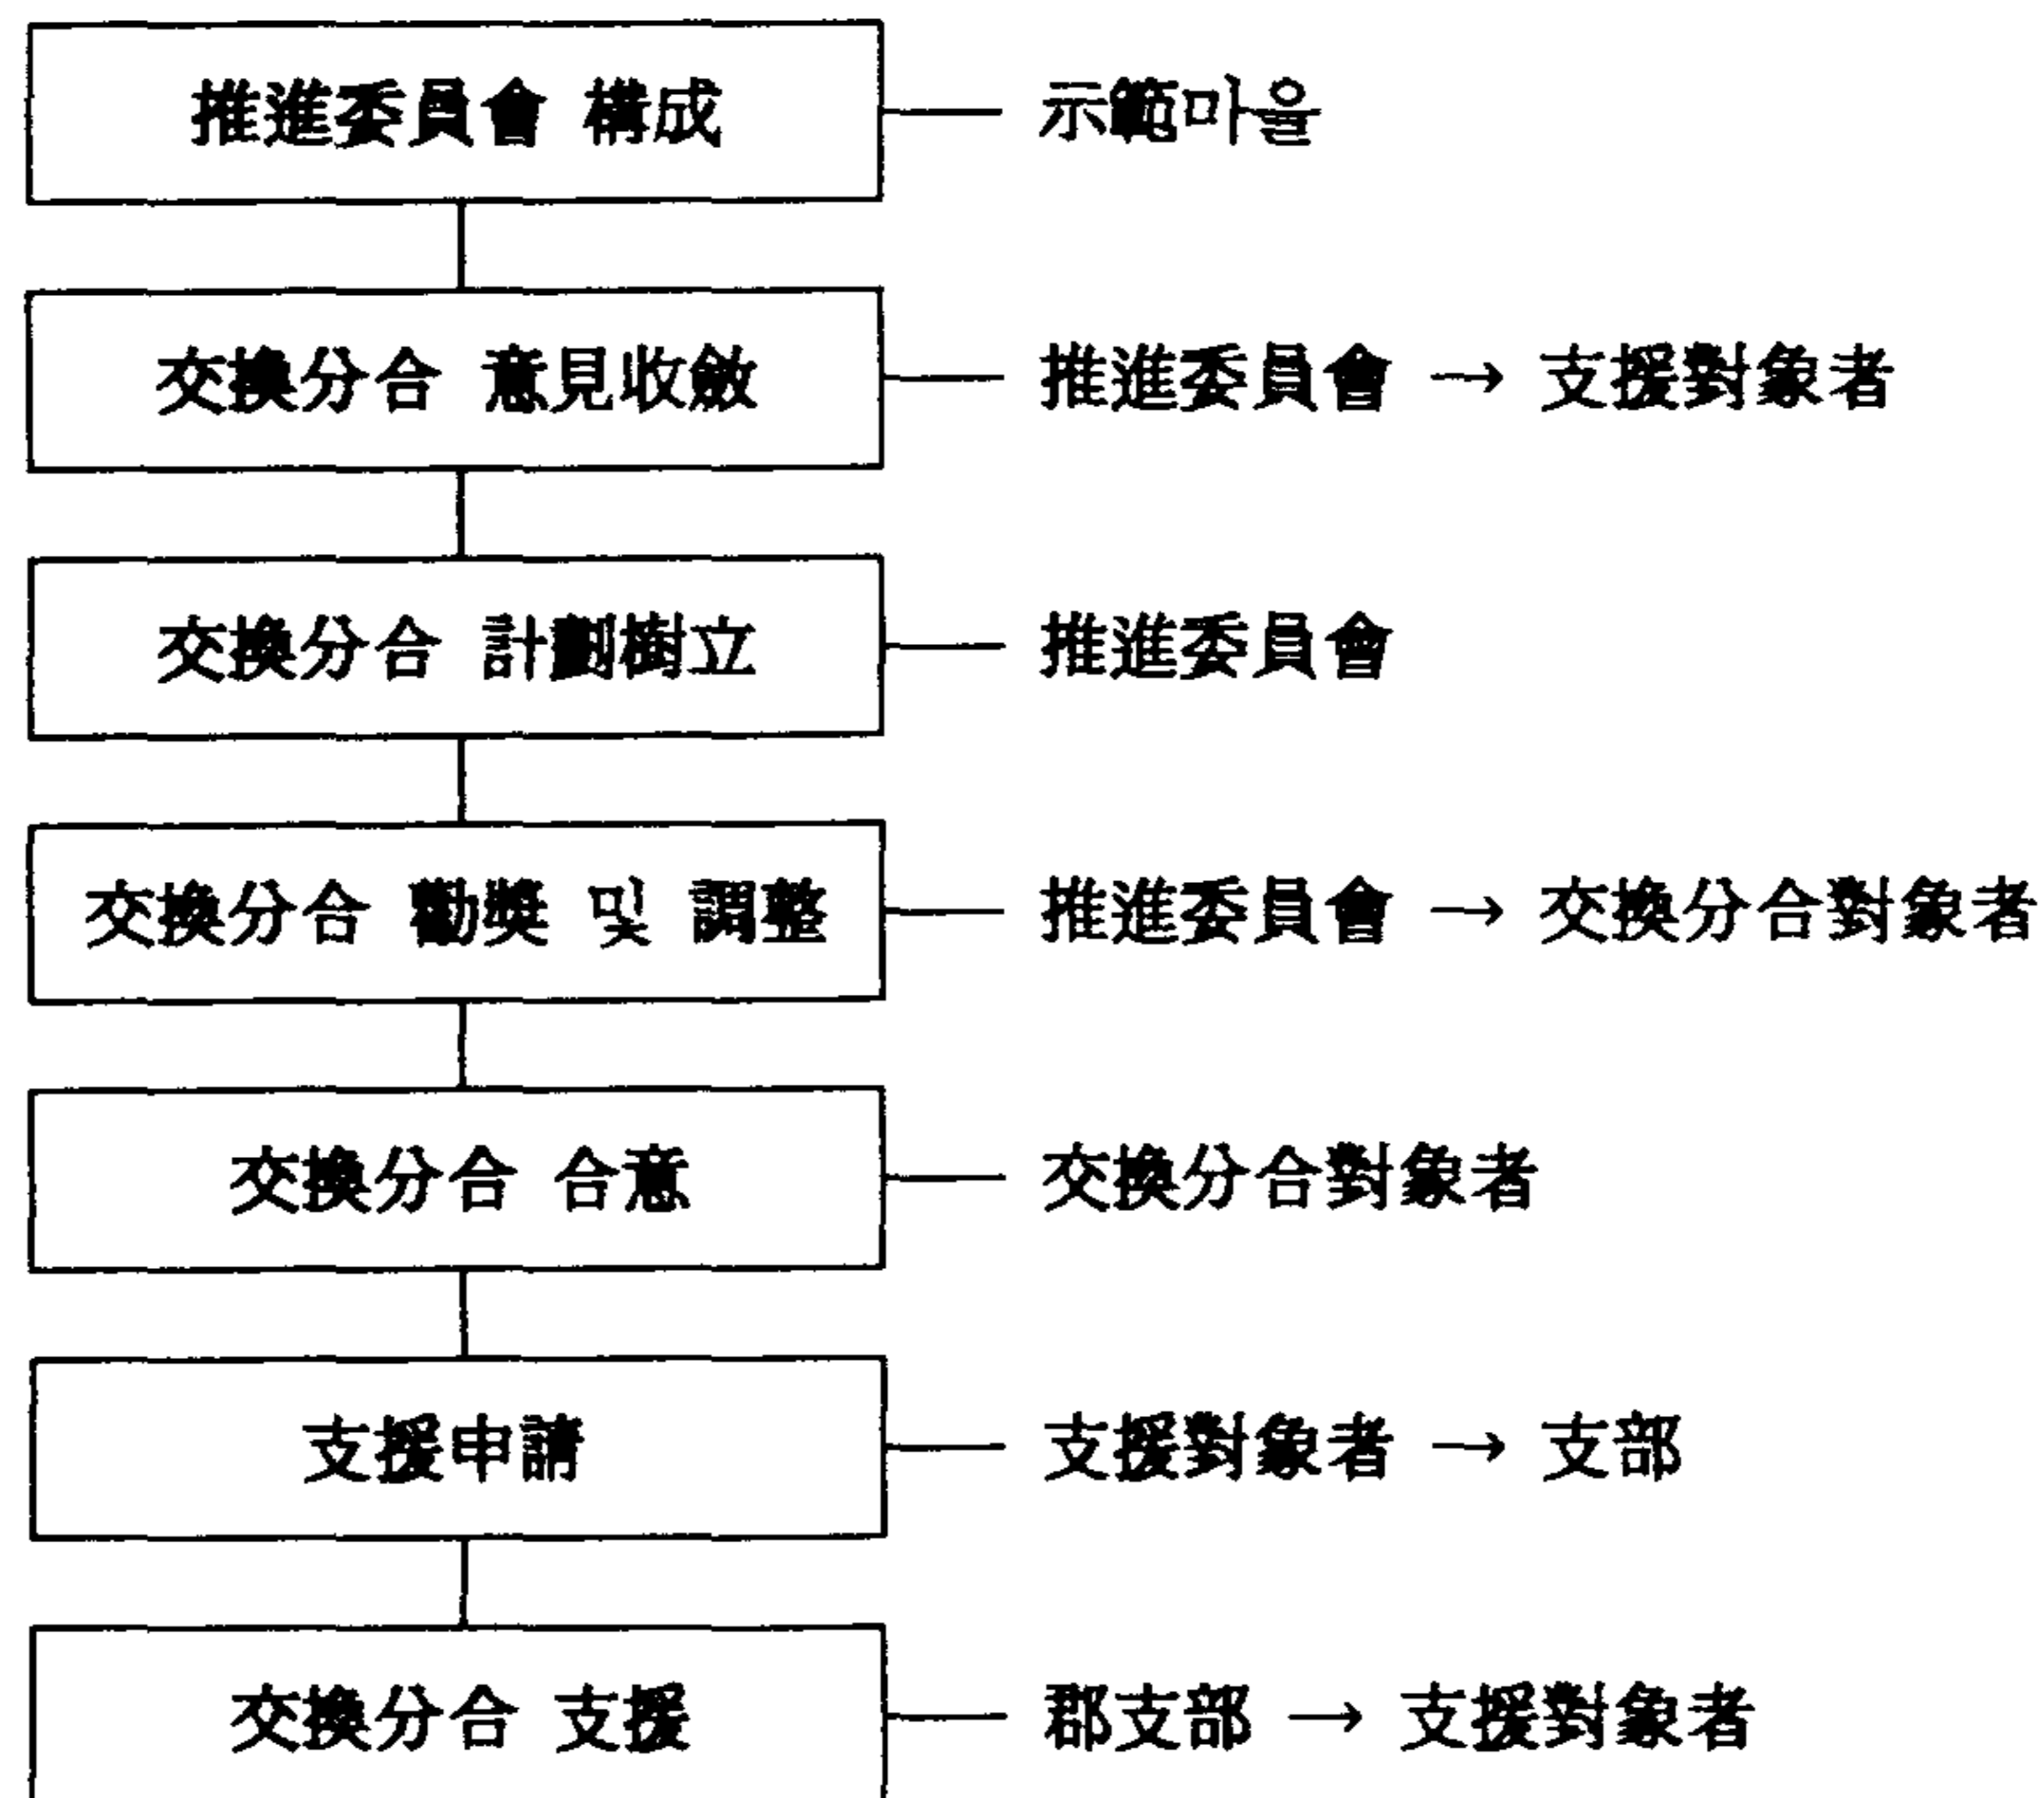 推進委員會 構成 示範마을
交換分合 意見收斂 推進委員會 → 支援對象者
交換分合 計劃樹立 推進委員會
交換分合 勸奬 및 調整 推進委員會 → 交換分合對象者
交換分合 合意 交換分合對象者
支援申請 支援對象者 → 支部
交換分合 支援 郡支部 → 支援對象者